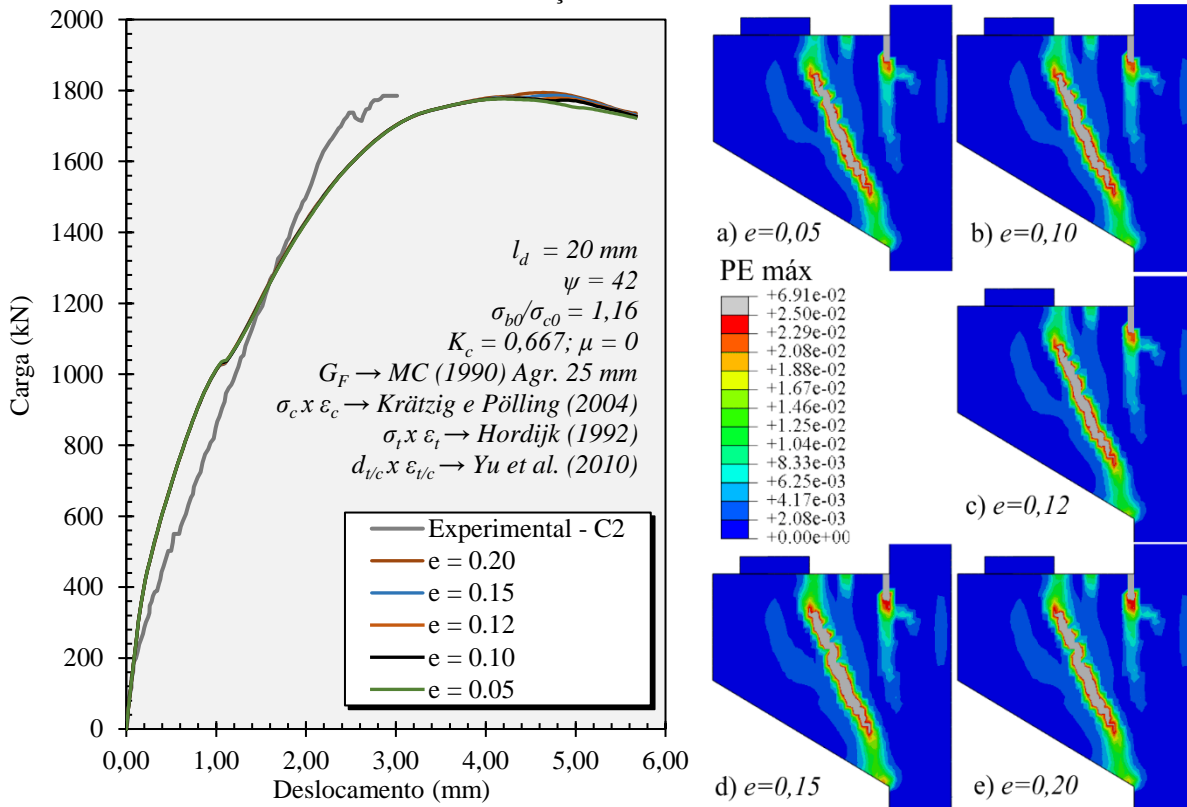 2000
1800
1600
1400
1200
1000
800
600
400
200
0
Carga (kN)
0,00 1,00 2,00 3,00 4,00 5,00 6,00
Deslocamento (mm)
l_d = 20 mm
ψ = 42
σ_b0/σ_c0 = 1,16
K_c = 0,667; μ = 0
G_F → MC (1990) Agr. 25 mm
σ_c x ε_c → Krätzig e Pölling (2004)
σ_t x ε_t → Hordijk (1992)
d_t/c x ε_t/c → Yu et al. (2010)
Experimental - C2
e = 0.20
e = 0.15
e = 0.12
e = 0.10
e = 0.05
a) e=0,05
b) e=0,10
PE máx
+6.91e-02
+2.50e-02
+2.29e-02
+2.08e-02
+1.88e-02
+1.67e-02
+1.46e-02
+1.25e-02
+1.04e-02
+8.33e-03
+6.25e-03
+4.17e-03
+2.08e-03
+0.00e+00
c) e=0,12
d) e=0,15
e) e=0,20